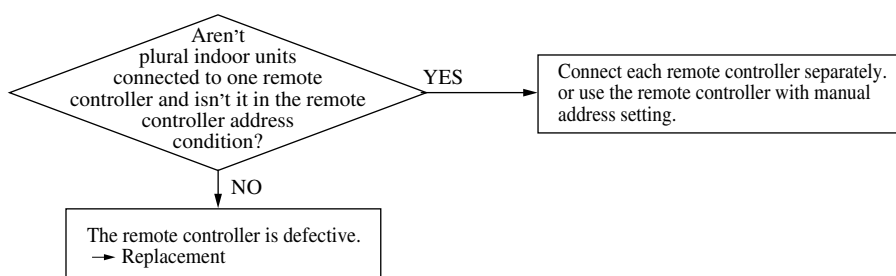 Aren't
plural indoor units
connected to one remote
controller and isn't it in the remote
controller address
condition?
YES
Connect each remote controller separately.
or use the remote controller with manual
address setting.
NO
The remote controller is defective.
→ Replacement